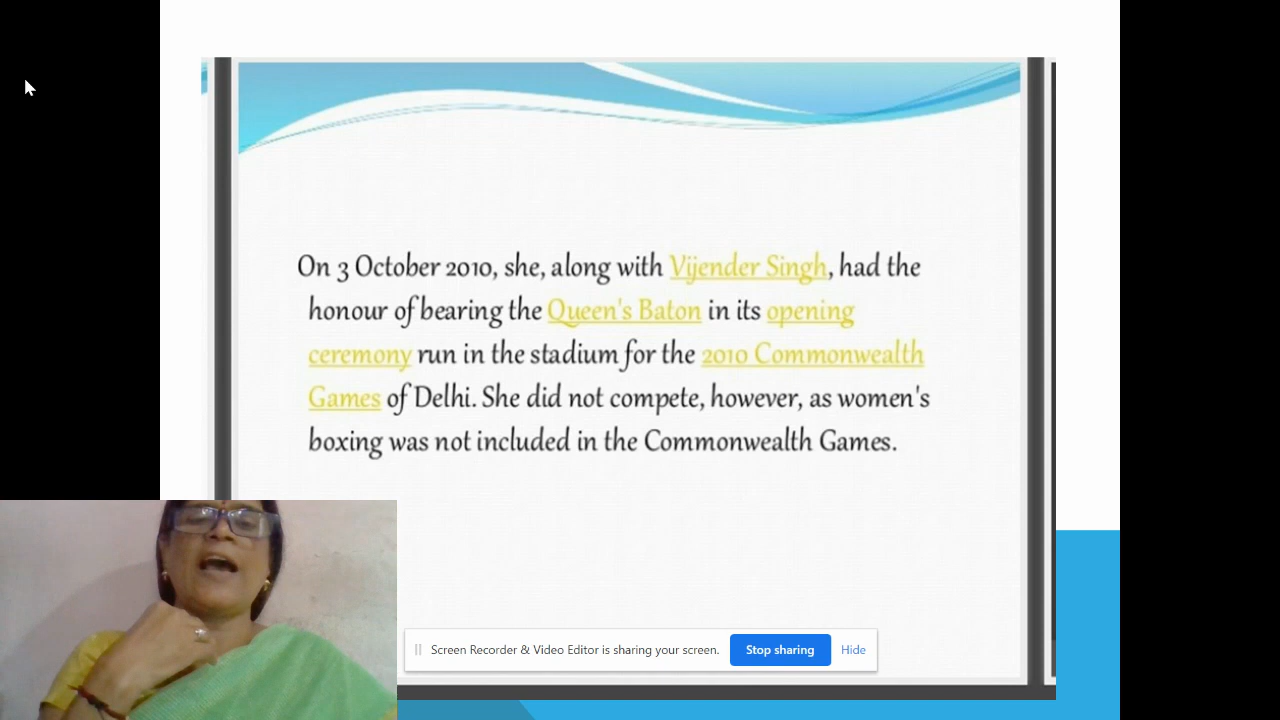 On 3 October 2010, she, along with Vijender Singh, had the
honour of bearing the Queen's Baton in its opening
ceremony run in the stadium for the 2010 Commonwealth
Games of Delhi. She did not compete, however, as women's
boxing was not included in the Commonwealth Games.
Screen Recorder & Video Editor is sharing your screen. Stop sharing Hide